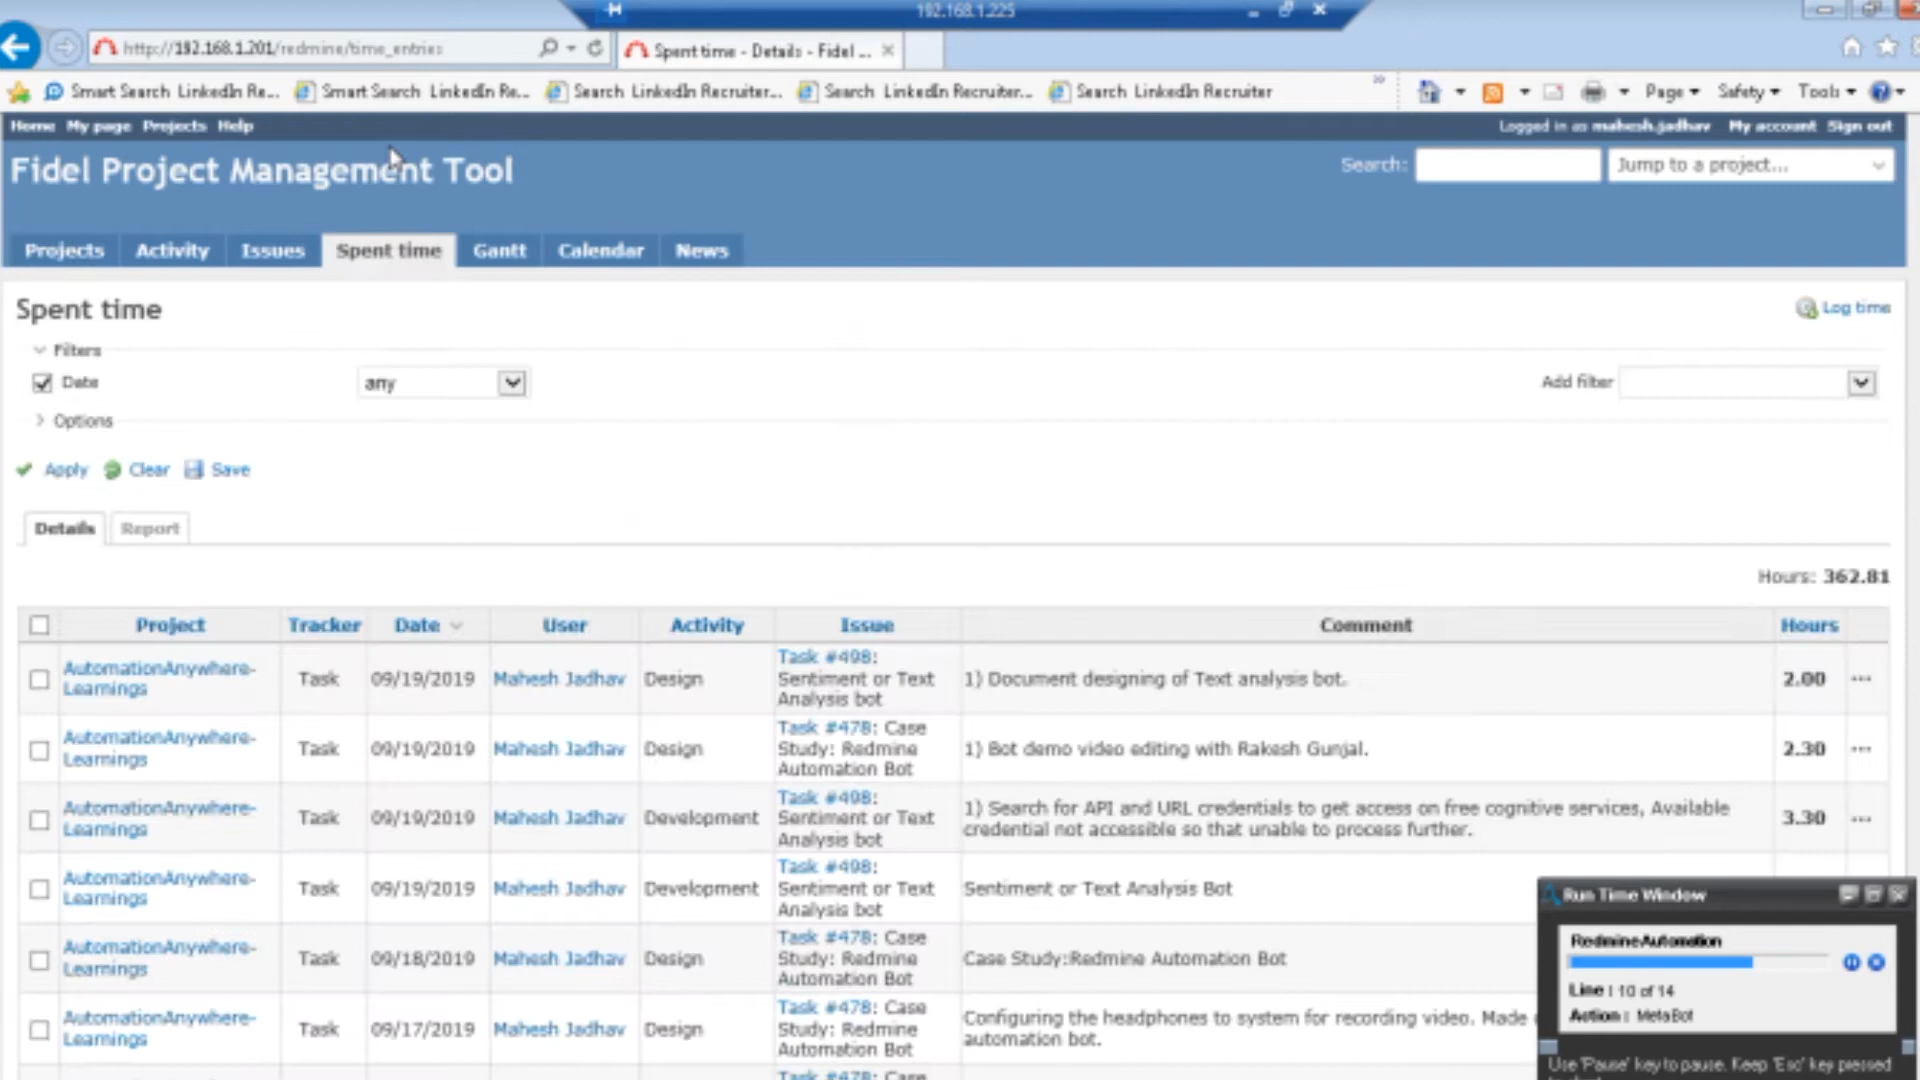 192.168.1.225
http://192.168.1.201/redmine/time_entries
Spent time - Details - Fidel ...
Smart Search LinkedIn Re... Smart Search LinkedIn Re... Search LinkedIn Recruiter... Search LinkedIn Recruiter... Search LinkedIn Recruiter
Page Safety Tools
Home My page Projects Help
Logged in as mahesh.jadhav My account Sign out
Fidel Project Management Tool
Search: Jump to a project...
Projects Activity Issues Spent time Gantt Calendar News
Spent time
Log time
Filters
Date any Add filter
Options
Apply Clear Save
Details Report
Hours: 362.81
Project Tracker Date User Activity Issue Comment Hours
AutomationAnywhere-
Learnings
Task 09/19/2019 Mahesh Jadhav Design
Task #498:
Sentiment or Text
Analysis bot
1) Document designing of Text analysis bot.
2.00 ...
AutomationAnywhere-
Learnings
Task 09/19/2019 Mahesh Jadhav Design
Task #478: Case
Study: Redmine
Automation Bot
1) Bot demo video editing with Rakesh Gunjal.
2.30 ...
AutomationAnywhere-
Learnings
Task 09/19/2019 Mahesh Jadhav Development
Task #498:
Sentiment or Text
Analysis bot
1) Search for API and URL credentials to get access on free cognitive services, Available
credential not accessible so that unable to process further.
3.30 ...
AutomationAnywhere-
Learnings
Task 09/19/2019 Mahesh Jadhav Development
Task #498:
Sentiment or Text
Analysis bot
Sentiment or Text Analysis Bot
AutomationAnywhere-
Learnings
Task 09/18/2019 Mahesh Jadhav Design
Task #478: Case
Study: Redmine
Automation Bot
Case Study:Redmine Automation Bot
AutomationAnywhere-
Learnings
Task 09/17/2019 Mahesh Jadhav Design
Task #478: Case
Study: Redmine
Automation Bot
Configuring the headphones to system for recording video. Made
automation bot.
Task #478: Case
Run Time Window
RedmineAutomation
Line : 10 of 14
Action : MetaBot
Use 'Pause' key to pause. Keep 'Esc' key pressed